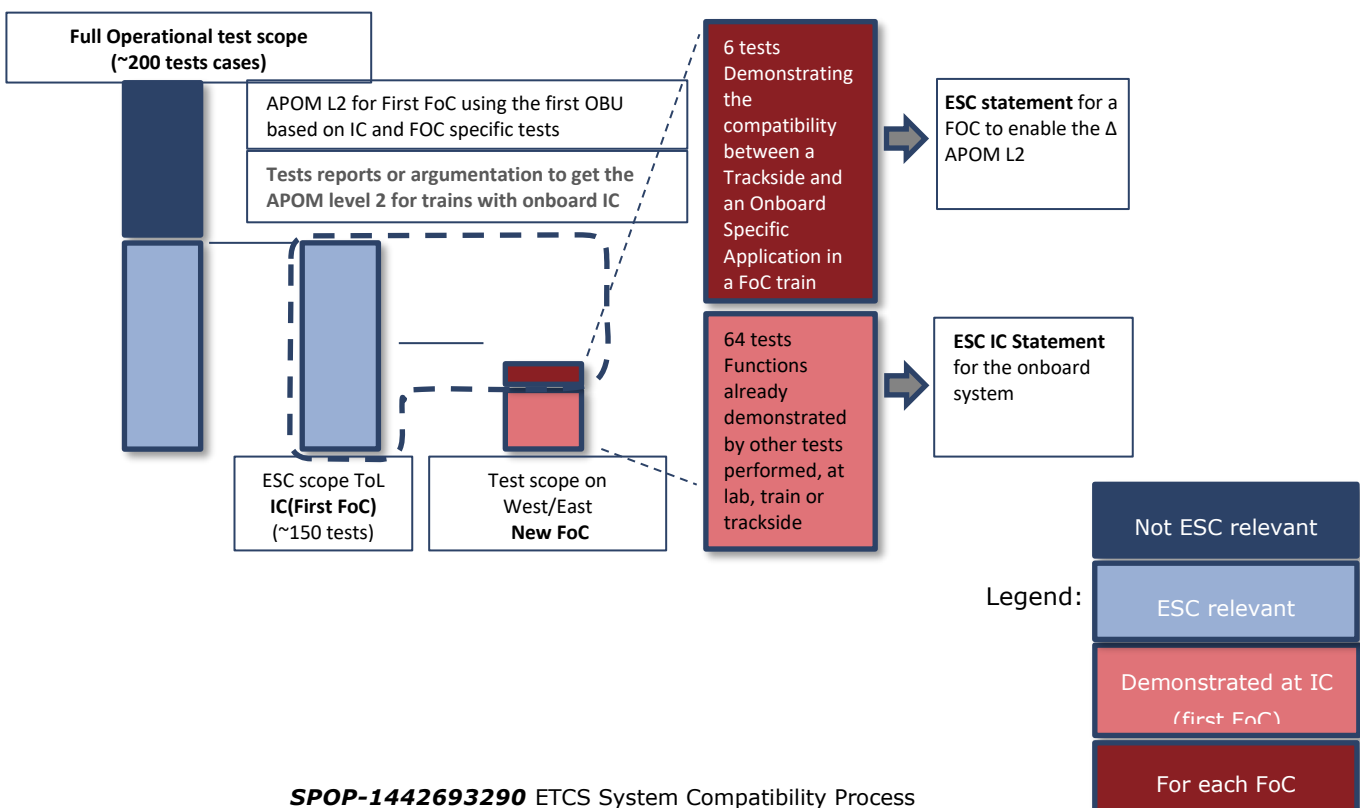 Full Operational test scope
(~200 tests cases)
APOM L2 for First FoC using the first OBU
based on IC and FOC specific tests
Tests reports or argumentation to get the
APOM level 2 for trains with onboard IC
6 tests
Demonstrating
the
compatibility
between a
Trackside and
an Onboard
Specific
Application in
a FoC train
ESC statement for a
FOC to enable the Δ
APOM L2
64 tests
Functions
already
demonstrated
by other tests
performed, at
lab, train or
trackside
ESC IC Statement
for the onboard
system
ESC scope ToL
IC(First FoC)
(~150 tests)
Test scope on
West/East
New FoC
Legend:
Not ESC relevant
ESC relevant
Demonstrated at IC
(first FoC)
For each FoC
SPOP-1442693290 ETCS System Compatibility Process